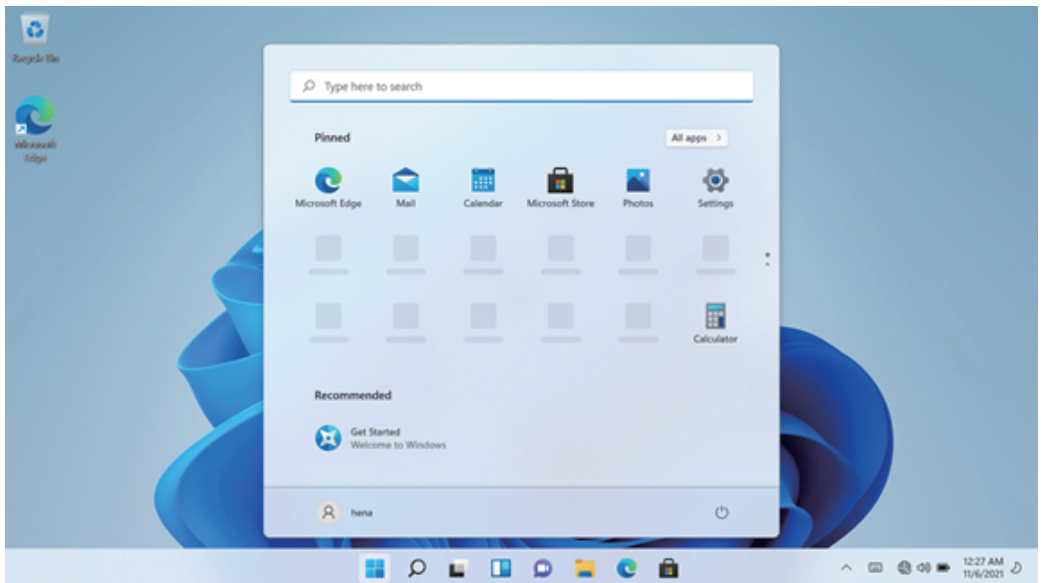 Recycle Bin
Microsoft
Edge
Type here to search
Pinned
All apps >
Microsoft Edge
Mail
Calendar
Microsoft Store
Photos
Settings
Calculator
Recommended
Get Started
Welcome to Windows
hena
12:27 AM
11/6/2021